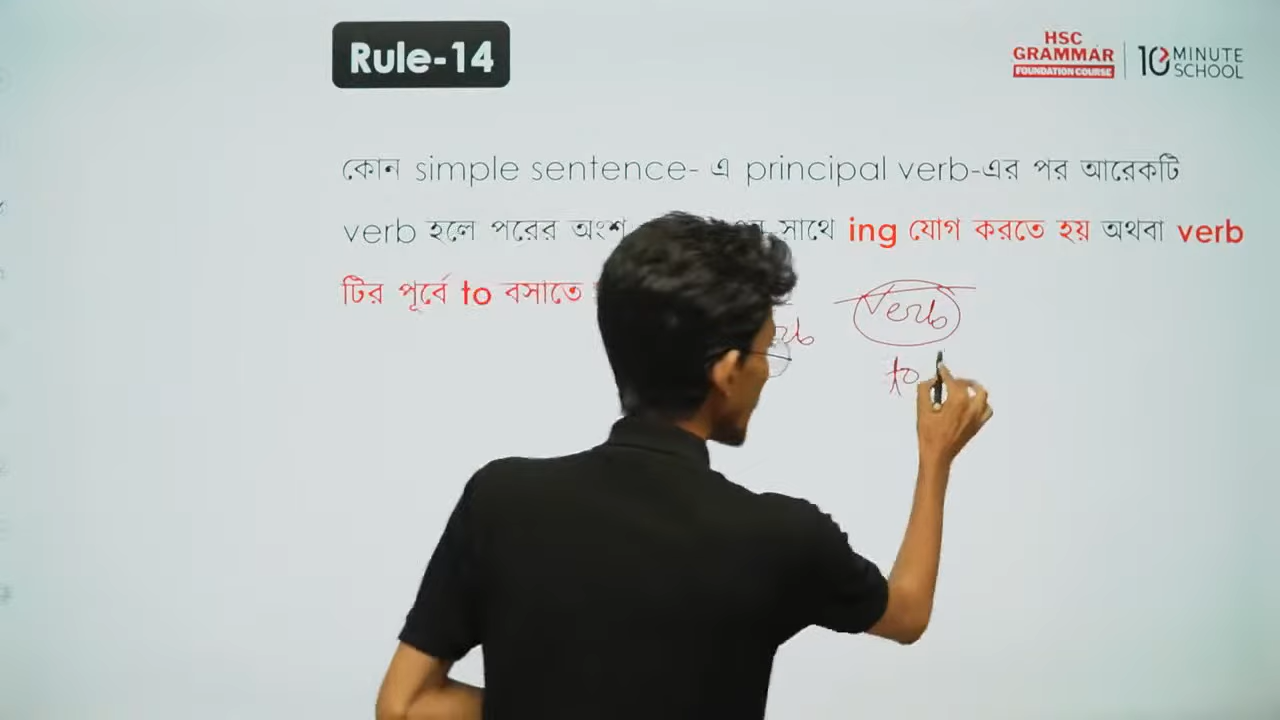 Rule-14
HSC
GRAMMAR
FOUNDATION COURSE
10 MINUTE
SCHOOL
কোন simple sentence- এ principal verb-এর পর আরেকটি
verb হলে পরের অংশ সাথে ing যোগ করতে হয় অথবা verb
টির পূর্বে to বসাতে
verb
to